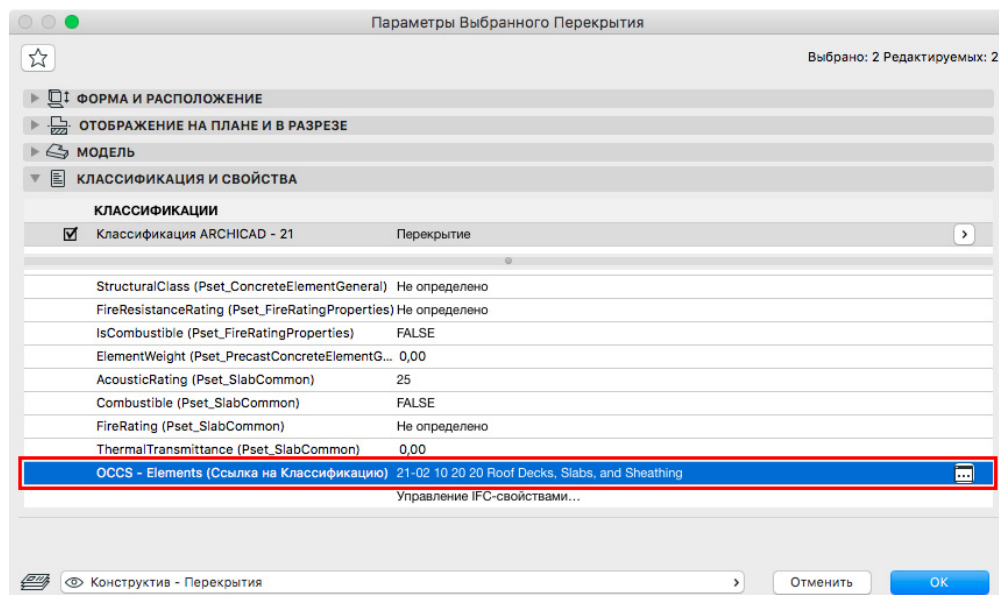 Параметры Выбранного Перекрытия
Выбрано: 2 Редактируемых: 2
ФОРМА И РАСПОЛОЖЕНИЕ
ОТОБРАЖЕНИЕ НА ПЛАНЕ И В РАЗРЕЗЕ
МОДЕЛЬ
КЛАССИФИКАЦИЯ И СВОЙСТВА
КЛАССИФИКАЦИИ
Классификация ARCHICAD - 21 Перекрытие
StructuralClass (Pset_ConcreteElementGeneral) Не определено
FireResistanceRating (Pset_FireRatingProperties) Не определено
IsCombustible (Pset_FireRatingProperties) FALSE
ElementWeight (Pset_PrecastConcreteElementG... 0,00
AcousticRating (Pset_SlabCommon) 25
Combustible (Pset_SlabCommon) FALSE
FireRating (Pset_SlabCommon) Не определено
ThermalTransmittance (Pset_SlabCommon) 0,00
OCCS - Elements (Ссылка на Классификацию) 21-02 10 20 20 Roof Decks, Slabs, and Sheathing
Управление IFC-свойствами...
Конструктив - Перекрытия Отменить OK